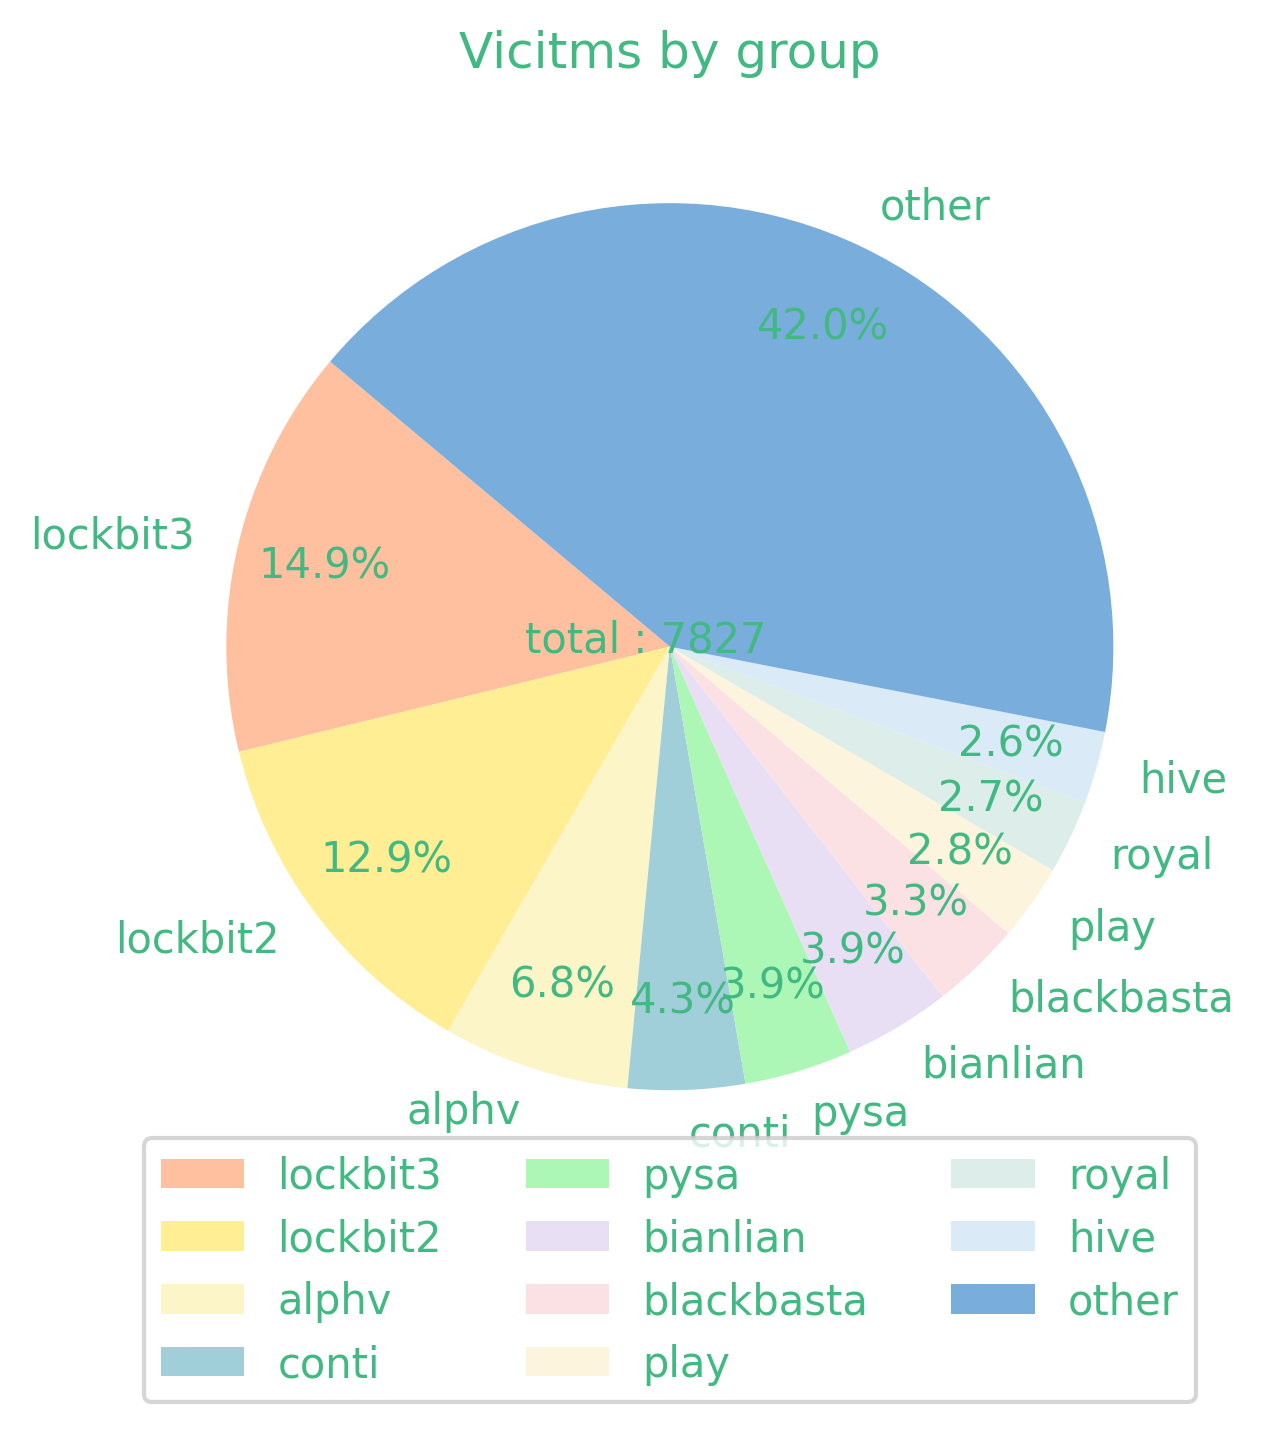 Vicitms by group
other
42.0%
lockbit3
14.9%
total : 7827
2.6%
hive
2.7%
royal
2.8%
play
12.9%
3.3%
blackbasta
lockbit2
3.9%
bianlian
6.8%
4.3%
3.9%
alphv
conti
pysa
lockbit3
lockbit2
alphv
conti
pysa
bianlian
blackbasta
play
royal
hive
other